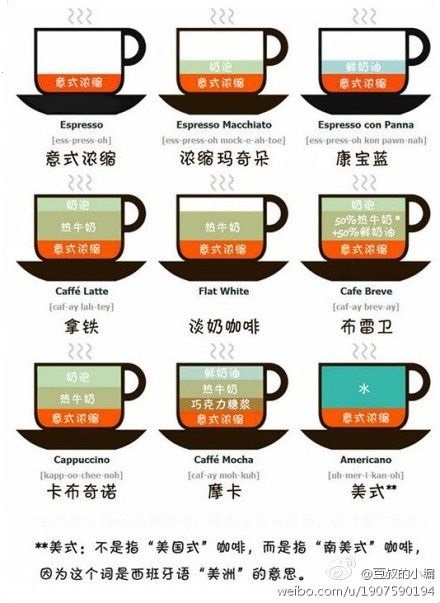 意式浓缩
奶泡
意式浓缩
鲜奶油
意式浓缩
Espresso
[ess-press-oh]
意式浓缩
Espresso Macchiato
[ess-press-oh mock-e-ah-toe]
浓缩玛奇朵
Espresso con Panna
[ess-press-oh kon pawn-nah]
康宝蓝
奶泡
热牛奶
意式浓缩
热牛奶
意式浓缩
奶泡
50%热牛奶*
+50%鲜奶油
意式浓缩
Caffé Latte
[caf-ay lah-tey]
拿铁
Flat White
淡奶咖啡
Cafe Breve
[caf-ay brev-ay]
布雷卫
奶泡
热牛奶
意式浓缩
鲜奶油
热牛奶
巧克力糖浆
意式浓缩
水
意式浓缩
Cappuccino
[kapp-oo-chee-noh]
卡布奇诺
Caffé Mocha
[caf-ay moh-kuh]
摩卡
Americano
[uh-mer-i-kan-oh]
美式**
**美式：不是指“美国式”咖啡，而是指“南美式”咖啡，
因为这个词是西班牙语“美洲”的意思。
@豆叔的小编
weibo.com/u/1907590194